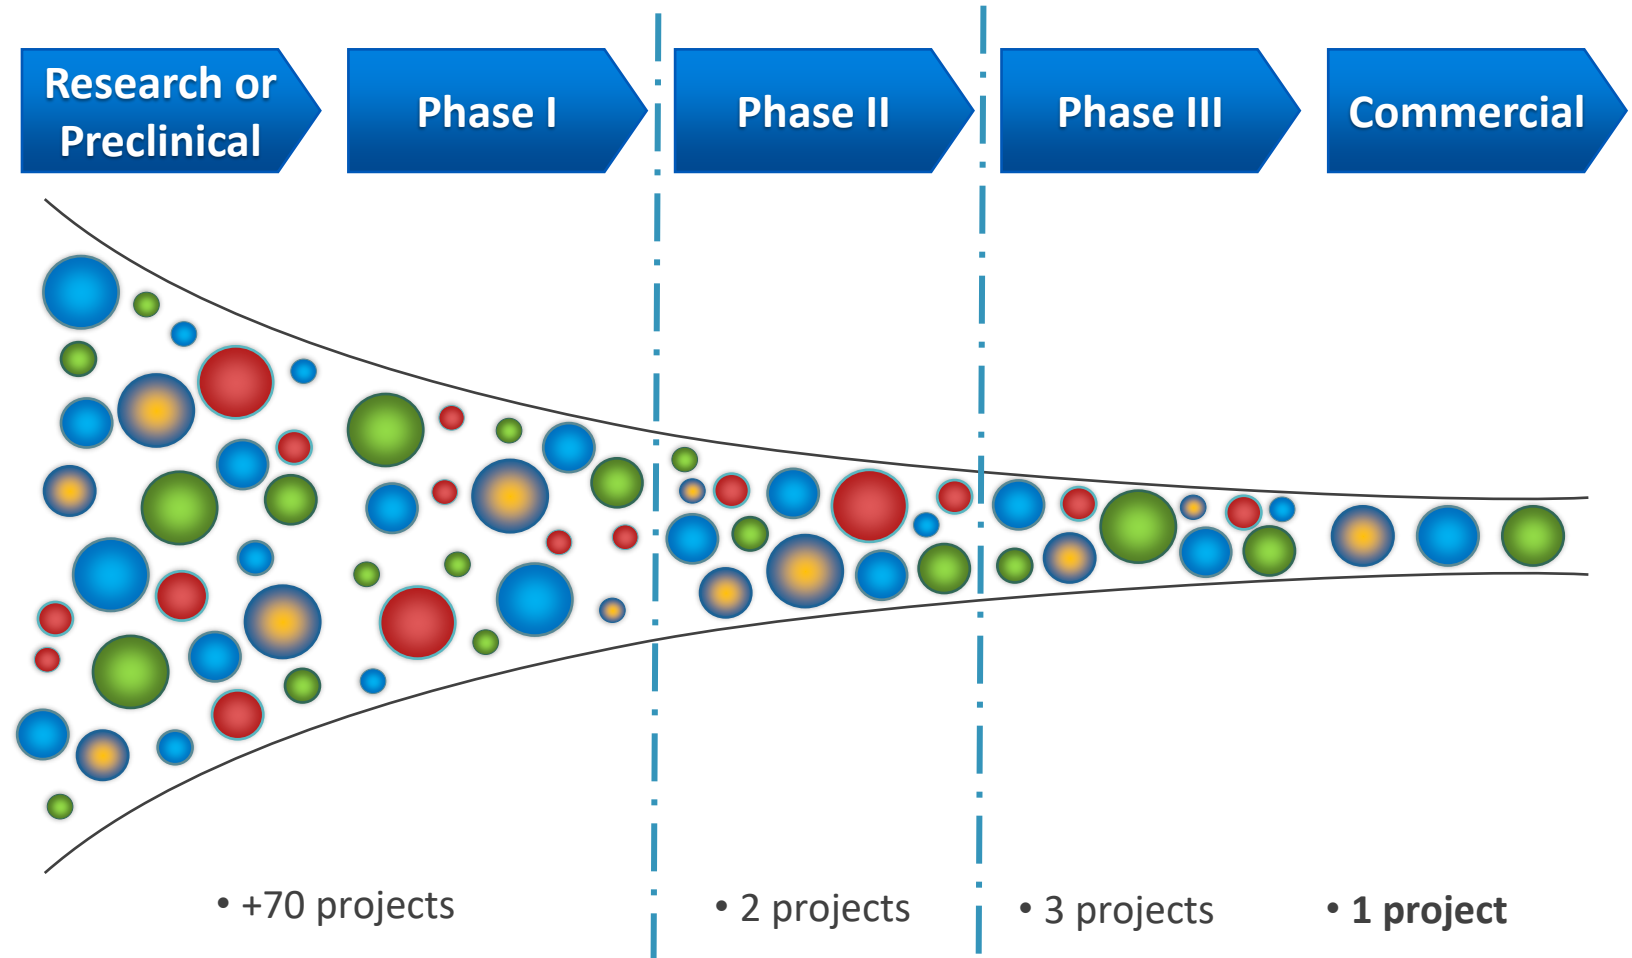 Research or
Preclinical
Phase I
Phase II
Phase III
Commercial
• +70 projects
• 2 projects
• 3 projects
• 1 project